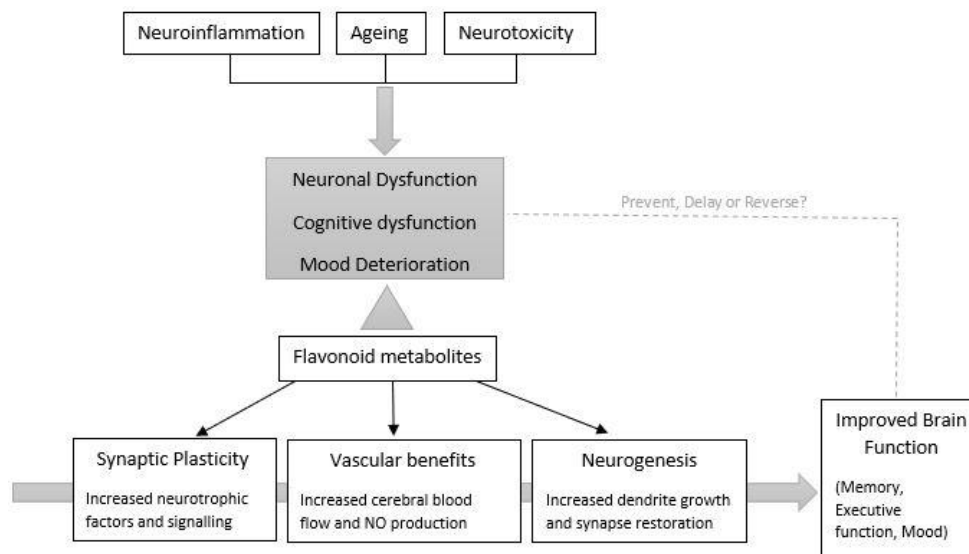 Neuroinflammation
Ageing
Neurotoxicity
Neuronal Dysfunction
Cognitive dysfunction
Mood Deterioration
Prevent, Delay or Reverse?
Flavonoid metabolites
Synaptic Plasticity
Increased neurotrophic
factors and signalling
Vascular benefits
Increased cerebral blood
flow and NO production
Neurogenesis
Increased dendrite growth
and synapse restoration
Improved Brain
Function
(Memory,
Executive
function, Mood)